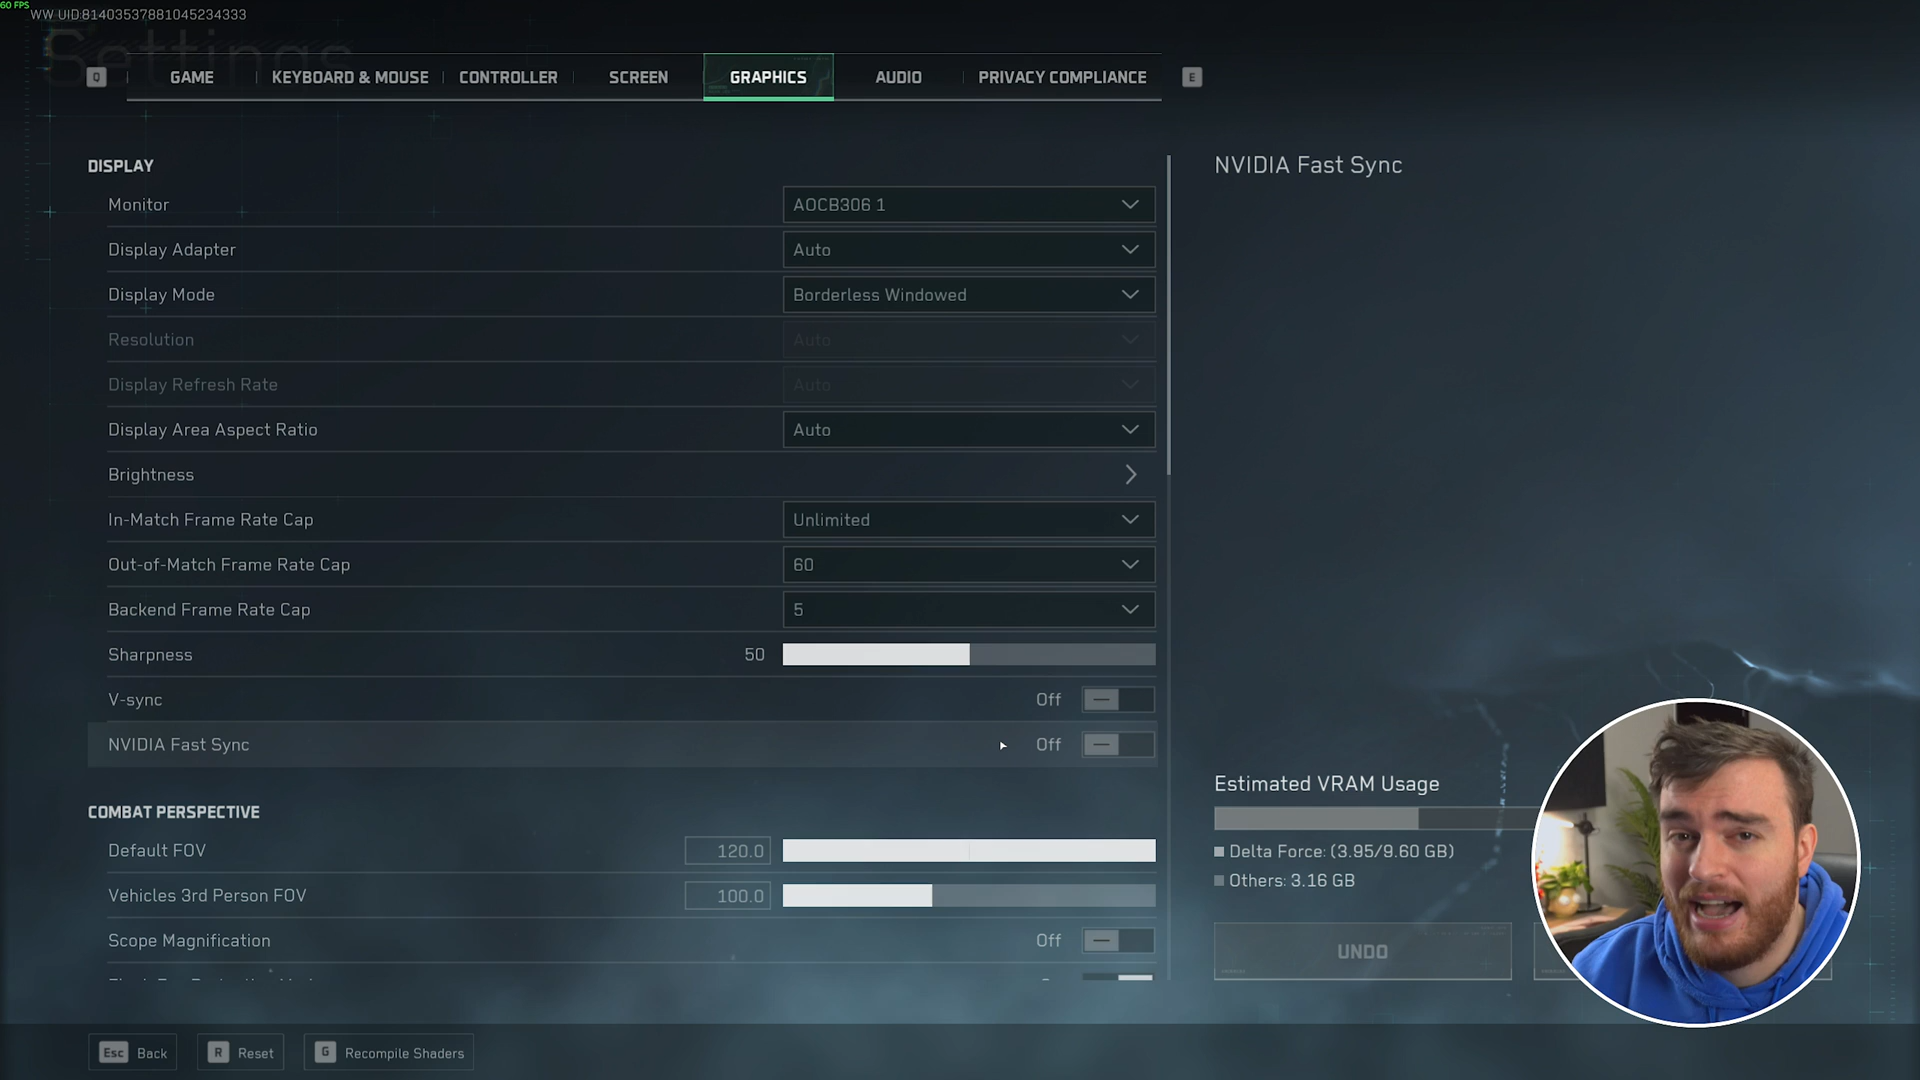 60 FPS
WW UID:81403537881045234333
Settings
Q
GAME
KEYBOARD & MOUSE
CONTROLLER
SCREEN
GRAPHICS
AUDIO
PRIVACY COMPLIANCE
E
DISPLAY
Monitor
AOCB306 1
Display Adapter
Auto
Display Mode
Borderless Windowed
Resolution
Auto
Display Refresh Rate
Auto
Display Area Aspect Ratio
Auto
Brightness
In-Match Frame Rate Cap
Unlimited
Out-of-Match Frame Rate Cap
60
Backend Frame Rate Cap
5
Sharpness
50
V-sync
Off
NVIDIA Fast Sync
Off
COMBAT PERSPECTIVE
Default FOV
120.0
Vehicles 3rd Person FOV
100.0
Scope Magnification
Off
NVIDIA Fast Sync
Estimated VRAM Usage
Delta Force: (3.95/9.60 GB)
Others: 3.16 GB
UNDO
Esc Back
R Reset
G Recompile Shaders